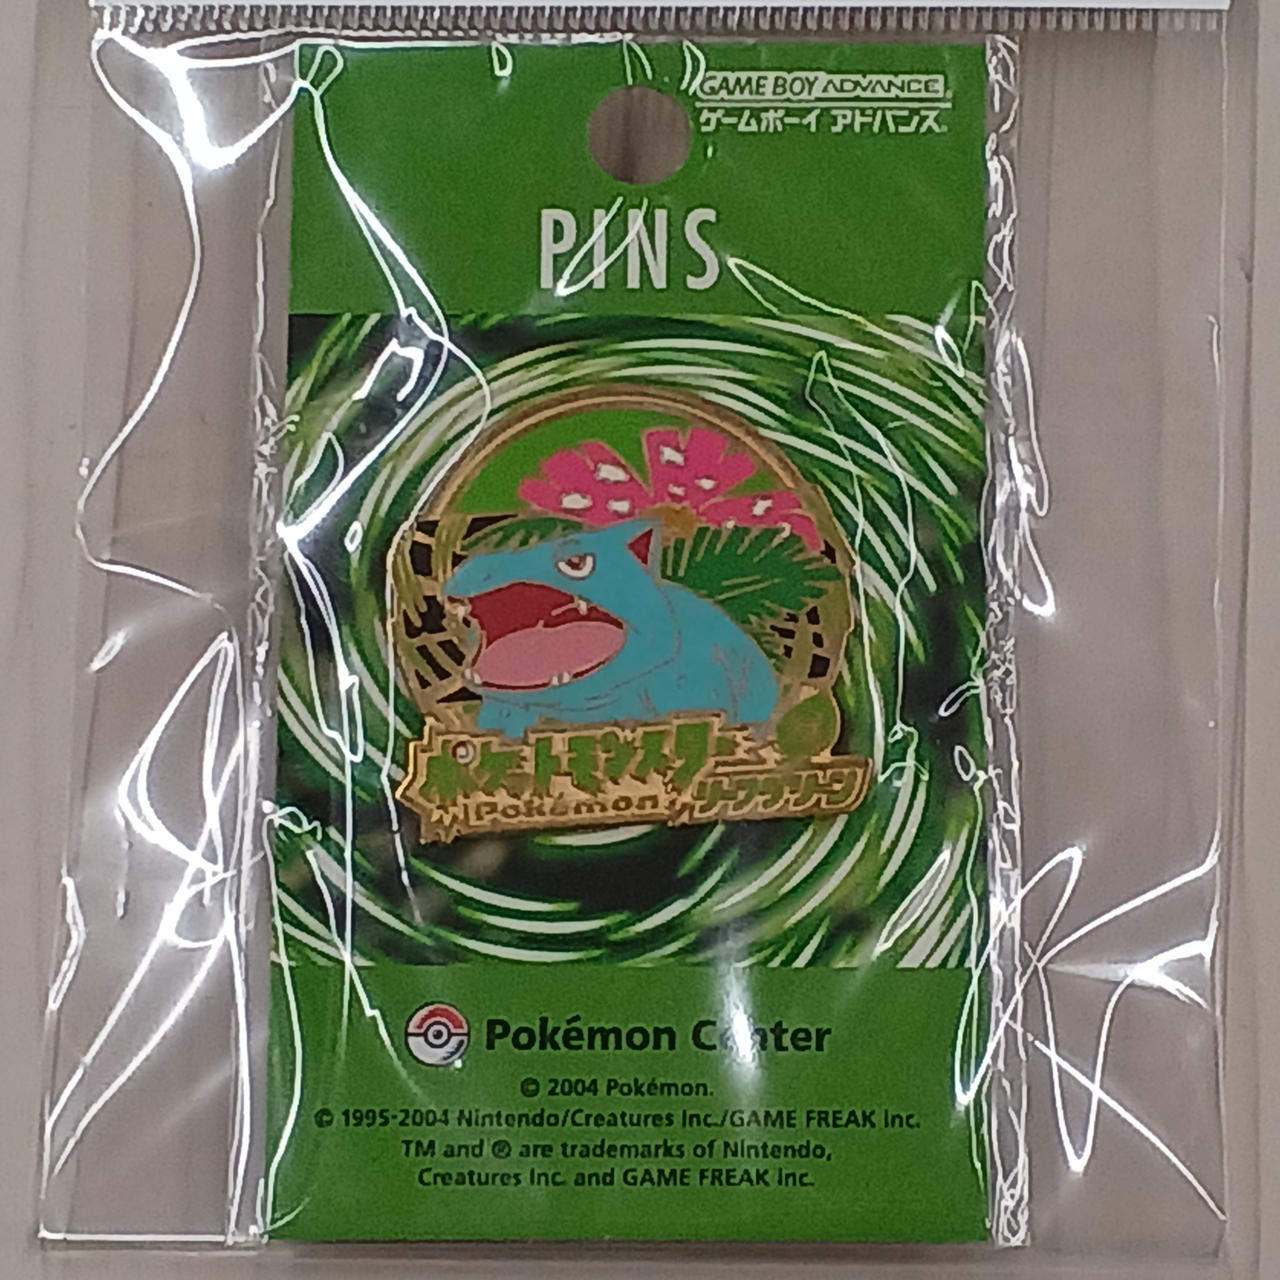 GAME BOY ADVANCE
ゲームボーイ アドバンス
PINS
ポケットモンスター
Pokémon
リーフグリーン
Pokémon Center
© 2004 Pokémon.
© 1995-2004 Nintendo/Creatures Inc./GAME FREAK inc.
TM and ® are trademarks of Nintendo,
Creatures Inc. and GAME FREAK inc.